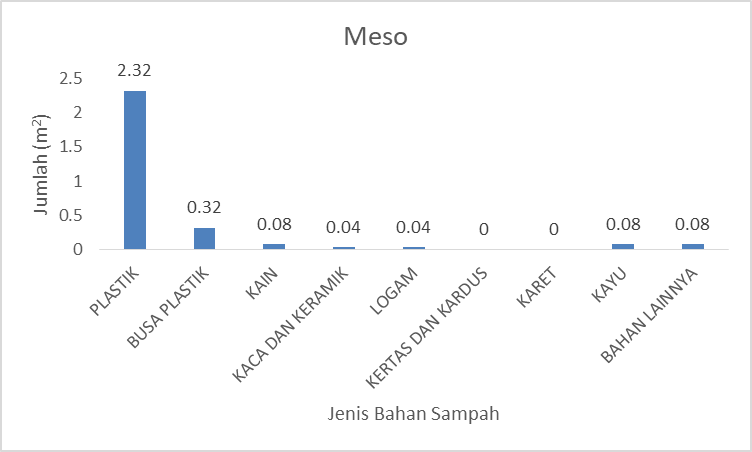 Meso
Jumlah (m²)
2.5
2
1.5
1
0.5
0
2.32
0.32
0.08
0.04
0.04
0
0
0.08
0.08
PLASTIK
BUSA PLASTIK
KAIN
KACA DAN KERAMIK
LOGAM
KERTAS DAN KARDUS
KARET
KAYU
BAHAN LAINNYA
Jenis Bahan Sampah